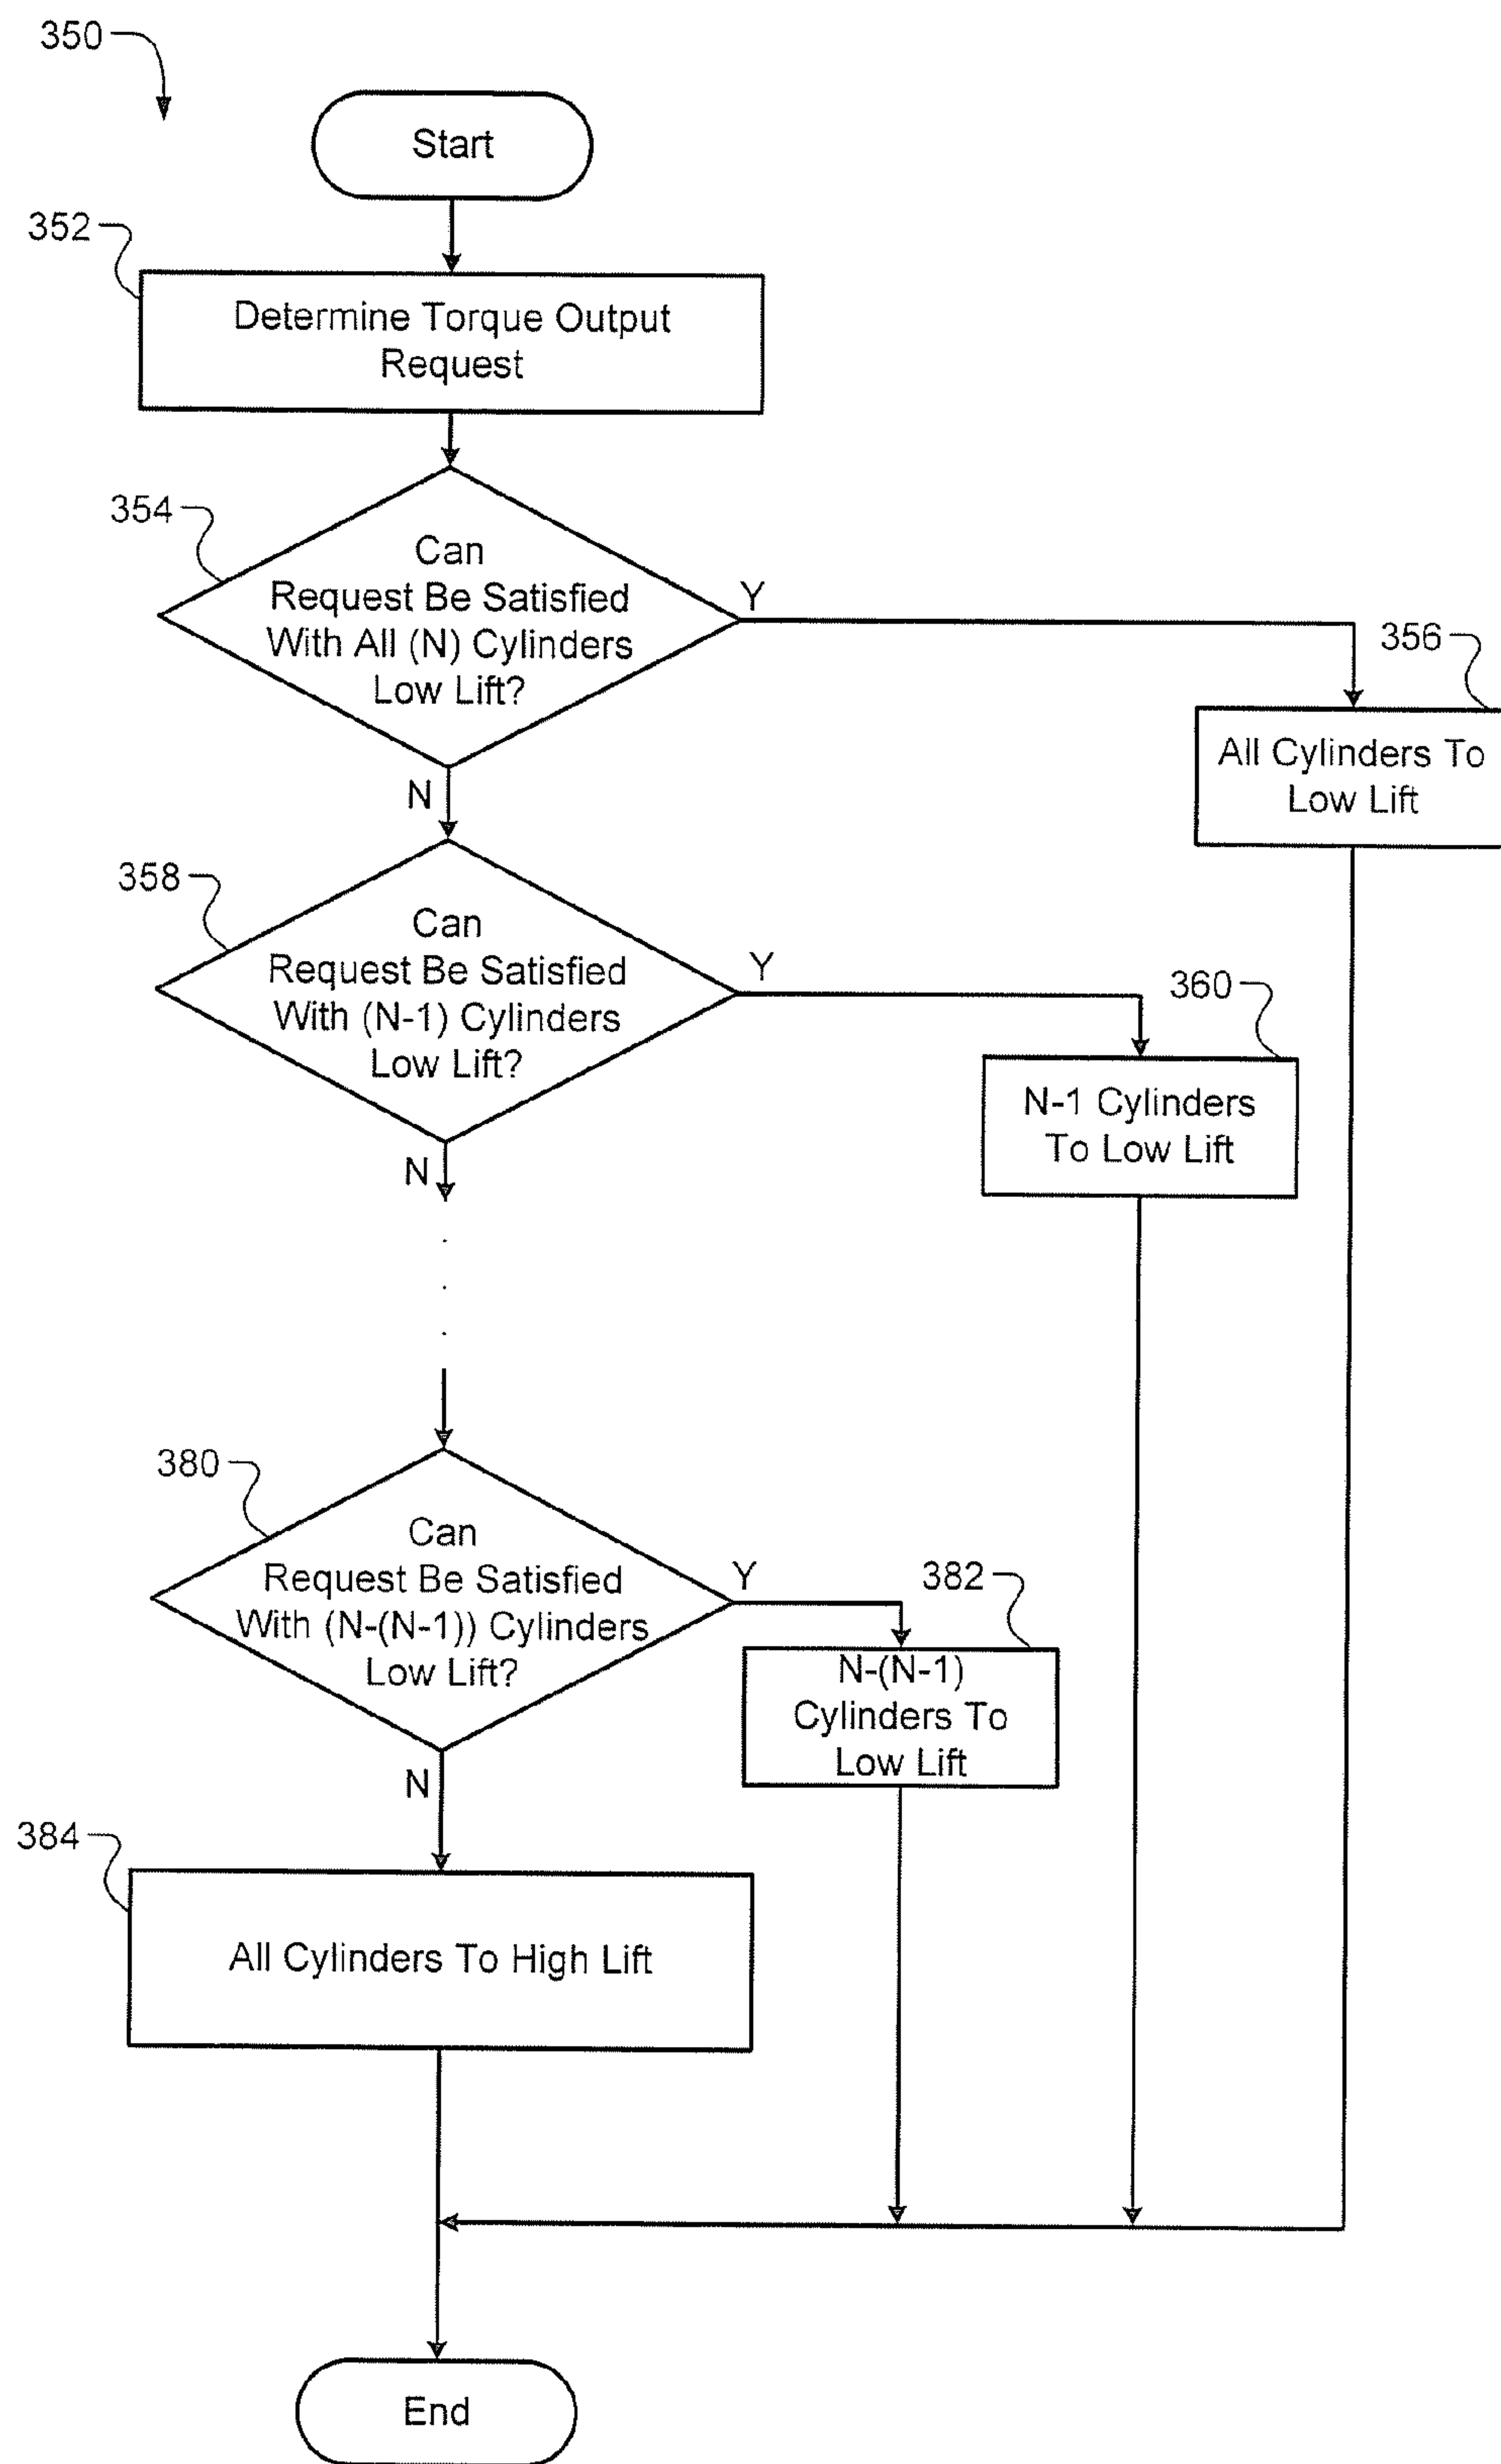 350
Start
352
Determine Torque Output
Request
354
Can
Request Be Satisfied
With All (N) Cylinders
Low Lift?
Y
N
356
All Cylinders To
Low Lift
358
Can
Request Be Satisfied
With (N-1) Cylinders
Low Lift?
Y
N
360
N-1 Cylinders
To Low Lift
380
Can
Request Be Satisfied
With (N-(N-1)) Cylinders
Low Lift?
Y
N
382
N-(N-1)
Cylinders To
Low Lift
384
All Cylinders To High Lift
End